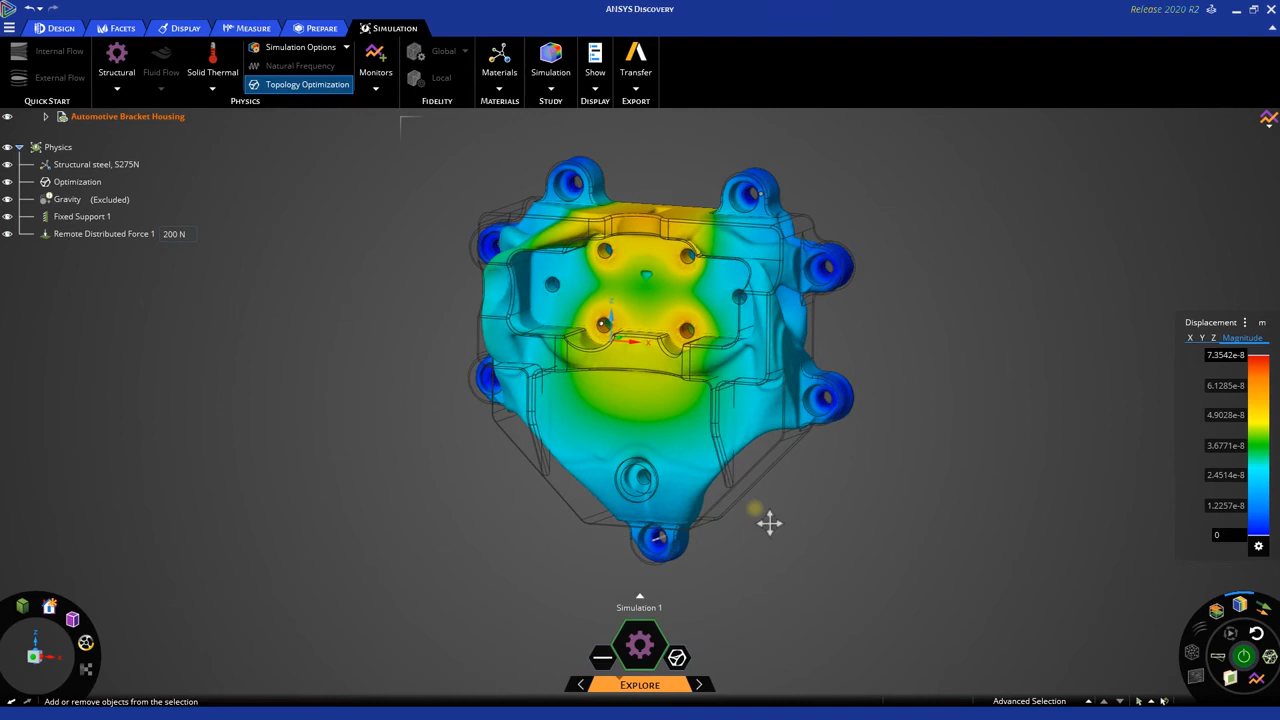 ANSYS Discovery
Release 2020 R2
DESIGN
FACETS
DISPLAY
MEASURE
PREPARE
SIMULATION
Internal Flow
External Flow
QUICK START
Structural
Fluid Flow
Solid Thermal
Simulation Options
Natural Frequency
Topology Optimization
PHYSICS
Monitors
Global
Local
FIDELITY
Materials
MATERIALS
Simulation
STUDY
Show
DISPLAY
Transfer
EXPORT
Automotive Bracket Housing
Physics
Structural steel, S275N
Optimization
Gravity (Excluded)
Fixed Support 1
Remote Distributed Force 1 200 N
z
x
Displacement m
X Y Z Magnitude
7.3542e-8
6.1285e-8
4.9028e-8
3.6771e-8
2.4514e-8
1.2257e-8
0
Simulation 1
EXPLORE
z
x
Add or remove objects from the selection
Advanced Selection